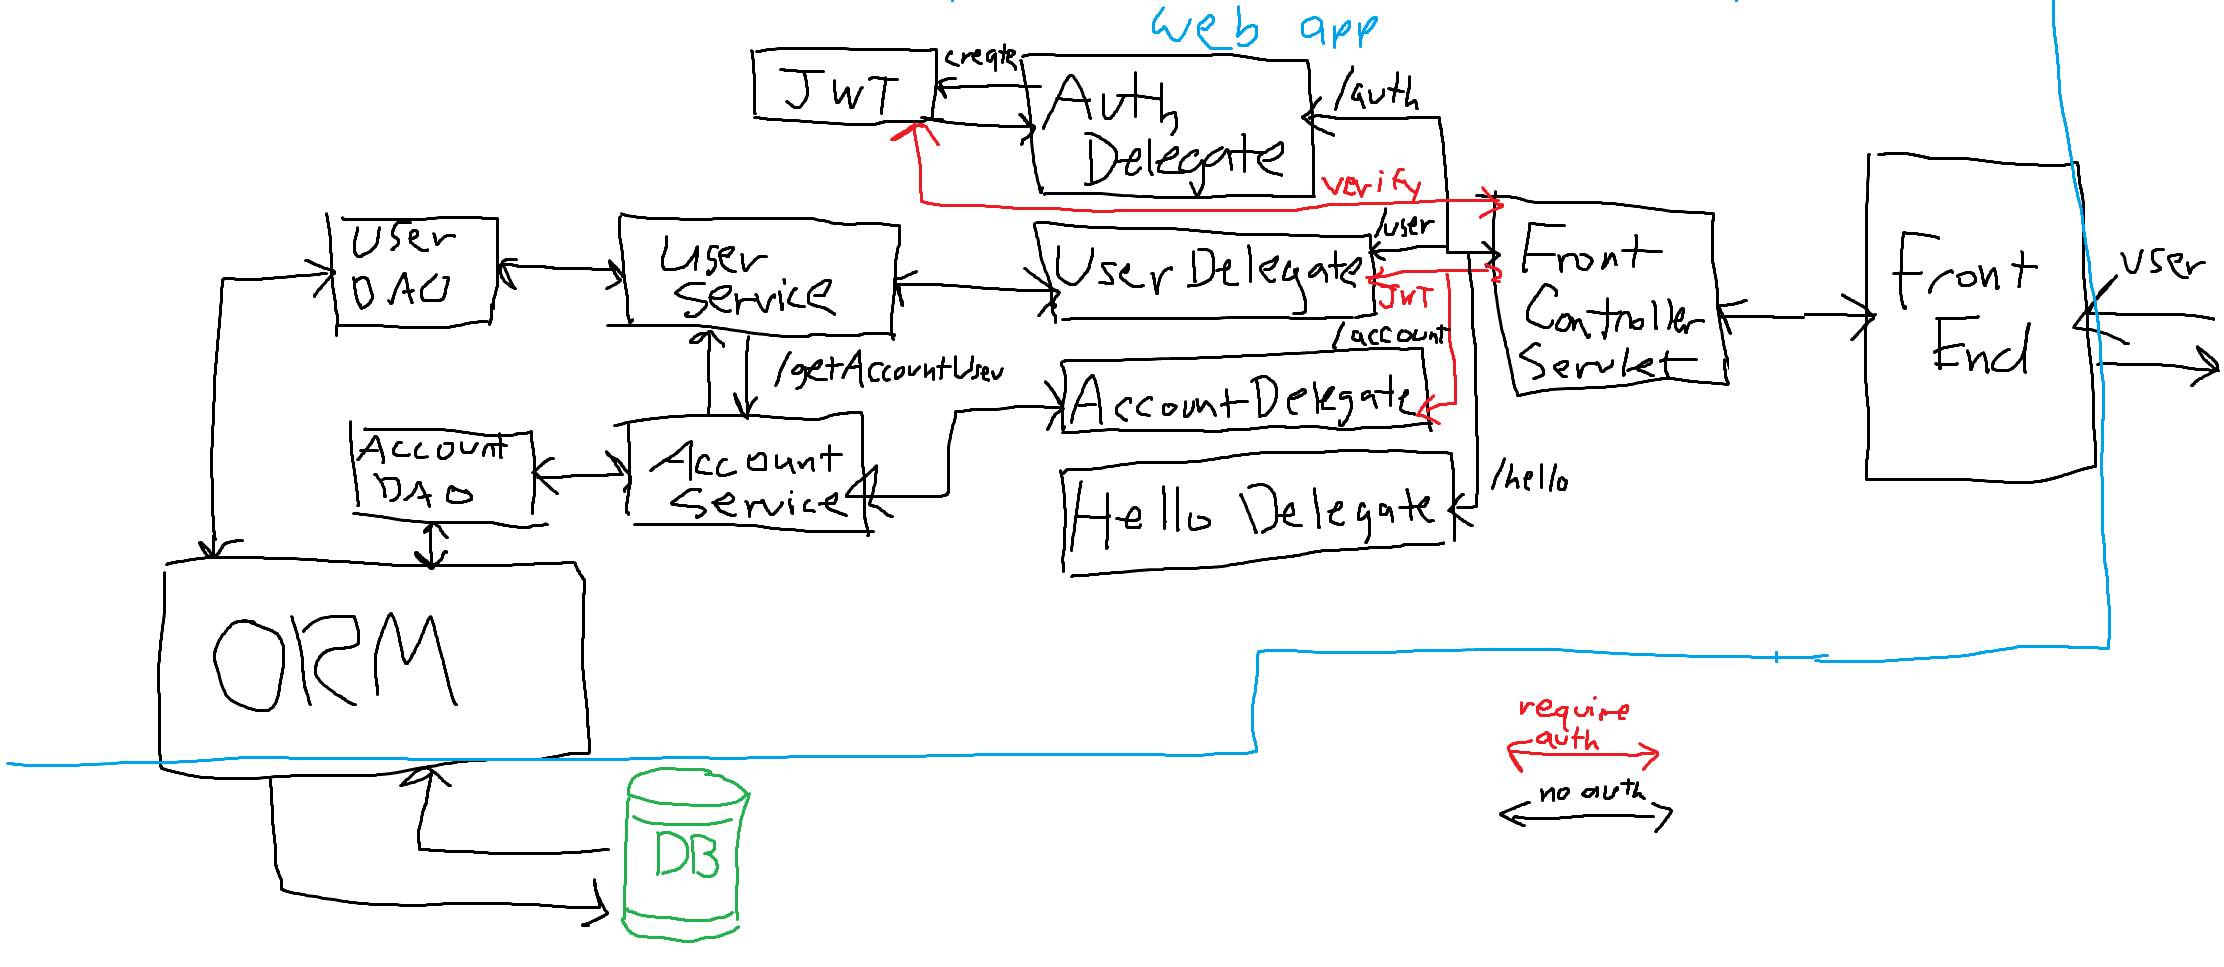 web app
JWT
create
Auth
Delegate
/auth
verify
User
DAO
User
Service
User Delegate
/user
JWT
Front
Controller
Servlet
Front
End
user
/account
/getAccountUser
Account Delegate
Account
DAO
Account
Service
Hello Delegate
/hello
ORM
require
auth
no auth
DB